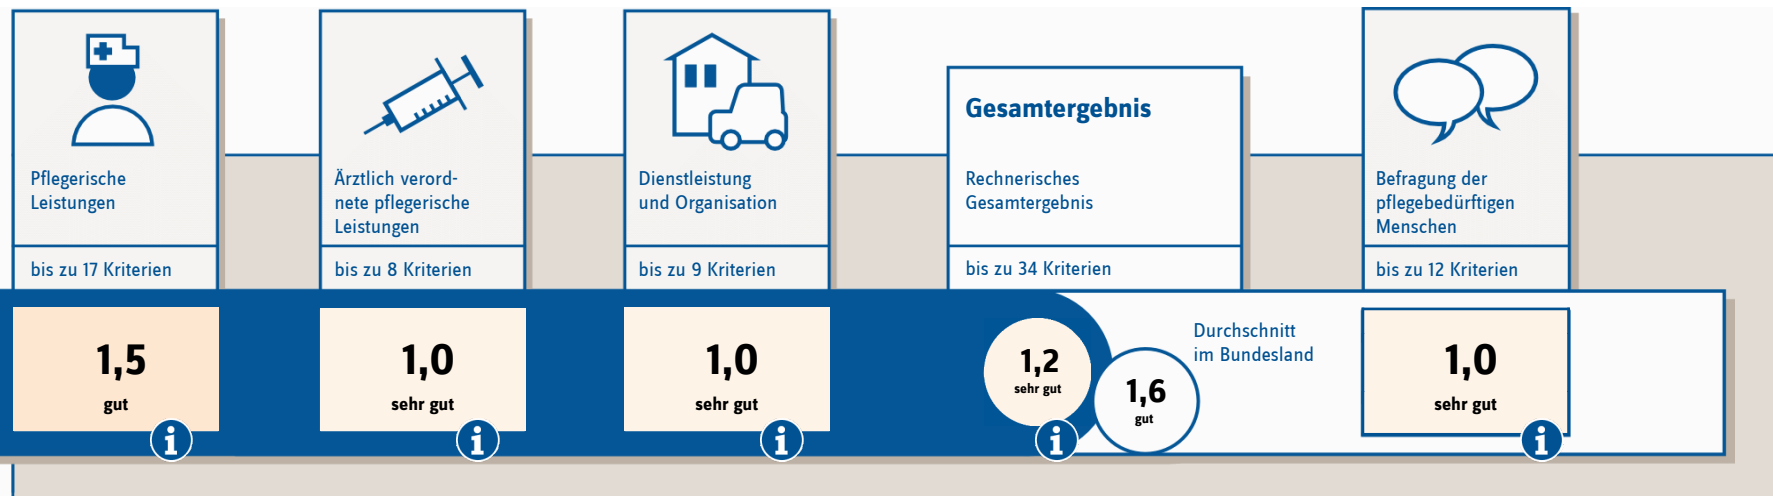 Pflegerische
Leistungen
bis zu 17 Kriterien
1,5
gut
i
Ärztlich verord-
nete pflegerische
Leistungen
bis zu 8 Kriterien
1,0
sehr gut
i
Dienstleistung
und Organisation
bis zu 9 Kriterien
1,0
sehr gut
i
Gesamtergebnis
Rechnerisches
Gesamtergebnis
bis zu 34 Kriterien
1,2
sehr gut
i
1,6
gut
Durchschnitt
im Bundesland
Befragung der
pflegebedürftigen
Menschen
bis zu 12 Kriterien
1,0
sehr gut
i